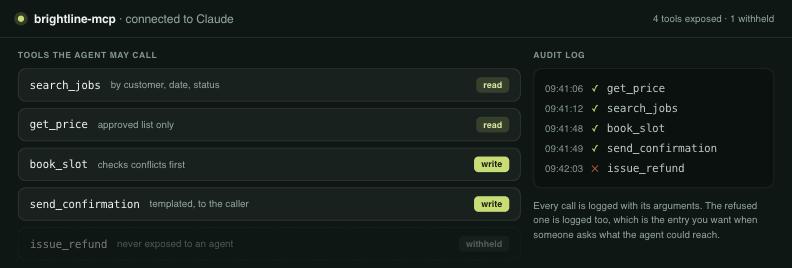 brightline-mcp · connected to Claude
4 tools exposed · 1 withheld
TOOLS THE AGENT MAY CALL
search_jobs by customer, date, status read
get_price approved list only read
book_slot checks conflicts first write
send_confirmation templated, to the caller write
issue_refund never exposed to an agent withheld
AUDIT LOG
09:41:06 ✓ get_price
09:41:12 ✓ search_jobs
09:41:48 ✓ book_slot
09:41:49 ✓ send_confirmation
09:42:03 ✕ issue_refund
Every call is logged with its arguments. The refused
one is logged too, which is the entry you want when
someone asks what the agent could reach.